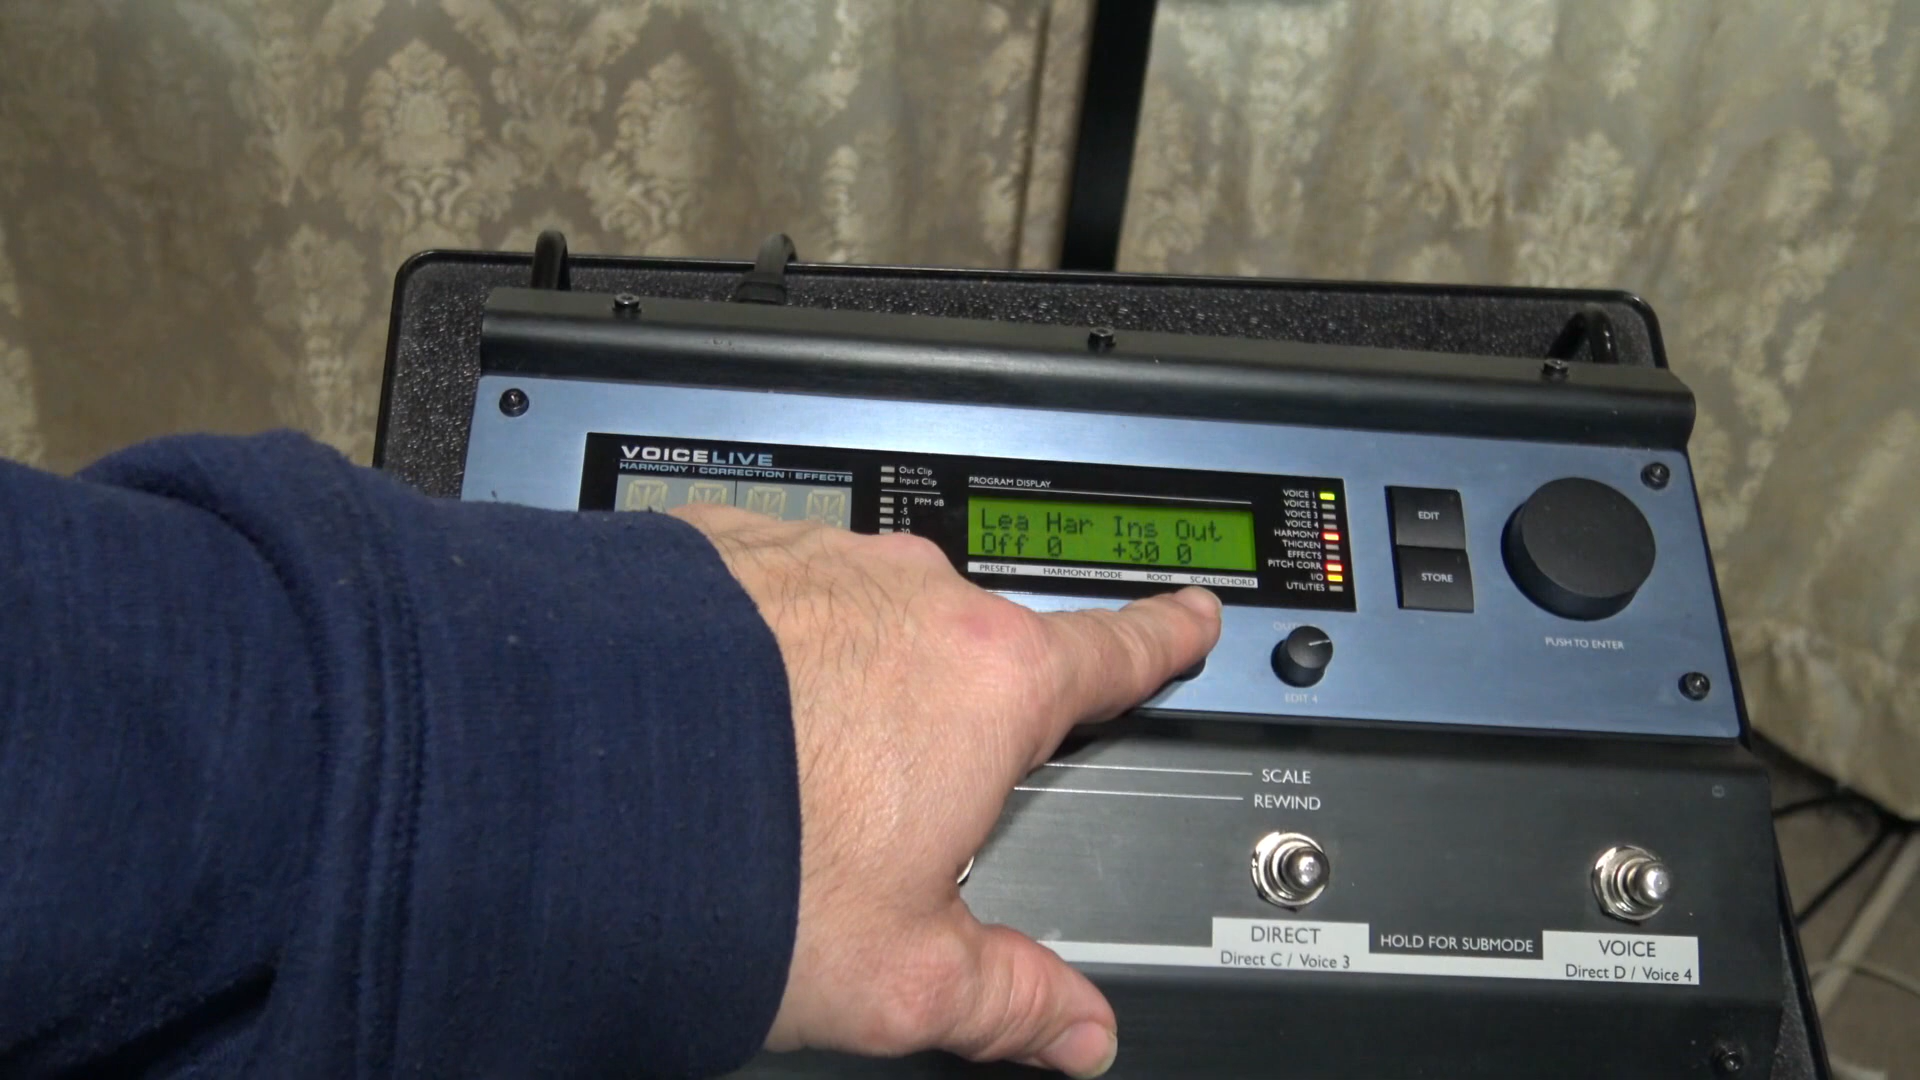 VOICELIVE
HARMONY | CORRECTION | EFFECTS
Out Clip
Input Clip
0 PPM dB
-5
-10
PROGRAM DISPLAY
Lea Har Ins Out
Off 0 +30 0
PRESET# HARMONY MODE ROOT SCALE/CHORD
VOICE 1
VOICE 2
VOICE 3
VOICE 4
HARMONY
THICKEN
EFFECTS
PITCH CORR.
I/O
UTILITIES
EDIT
STORE
PUSH TO ENTER
EDIT 4
SCALE
REWIND
DIRECT
Direct C / Voice 3
HOLD FOR SUBMODE
VOICE
Direct D / Voice 4